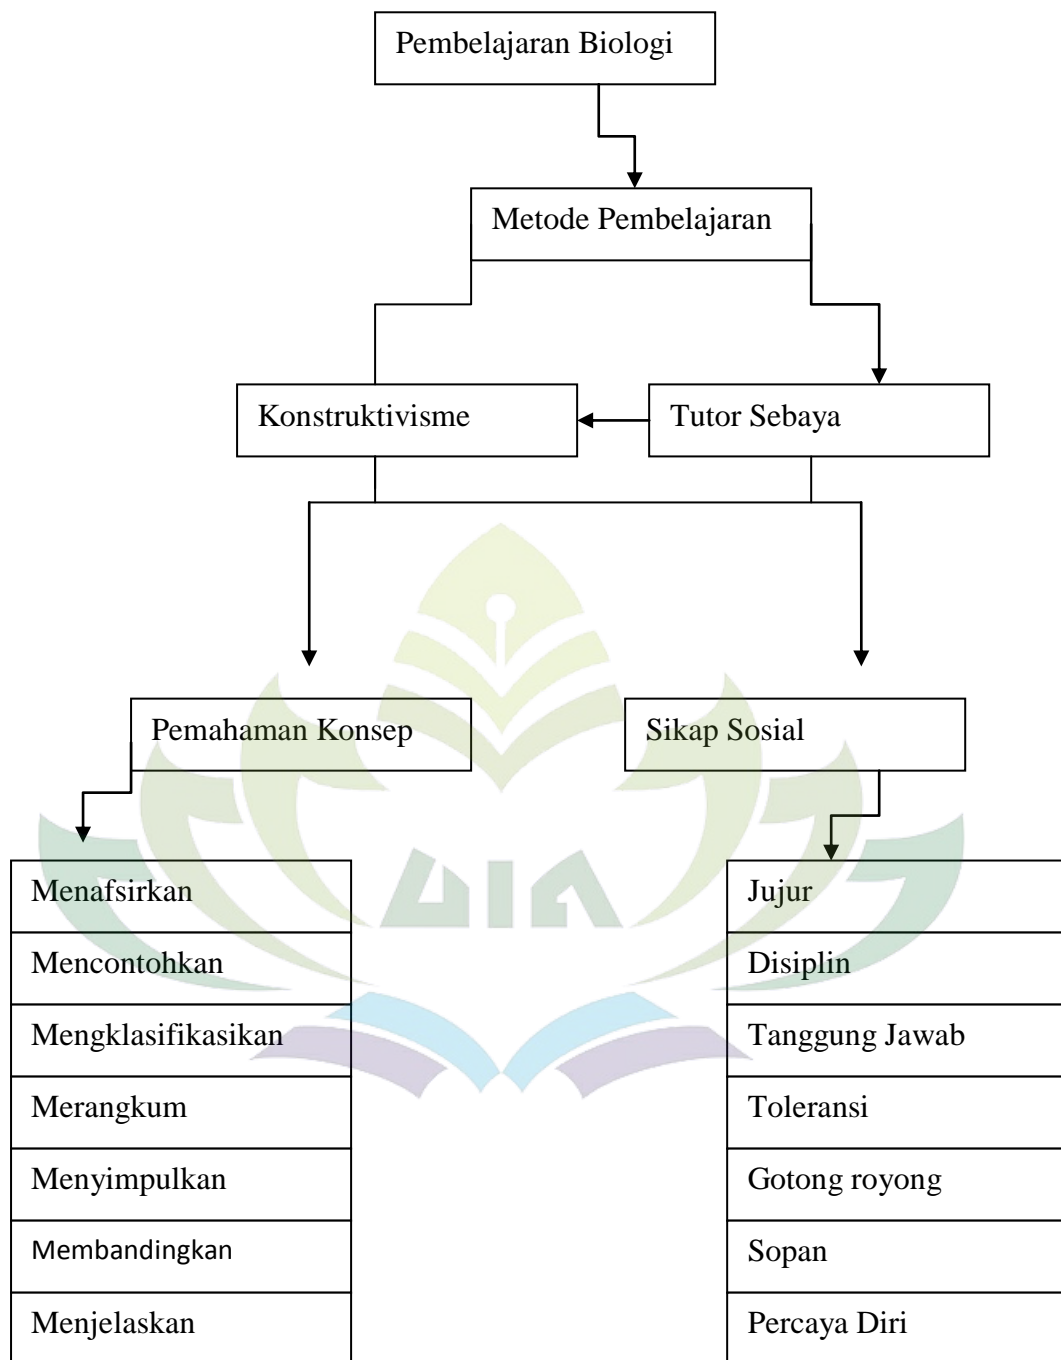 Pembelajaran Biologi
Metode Pembelajaran
Konstruktivisme
Tutor Sebaya
Pemahaman Konsep
Sikap Sosial
Menafsirkan
Mencontohkan
Mengklasifikasikan
Merangkum
Menyimpulkan
Membandingkan
Menjelaskan
Jujur
Disiplin
Tanggung Jawab
Toleransi
Gotong royong
Sopan
Percaya Diri
UIN